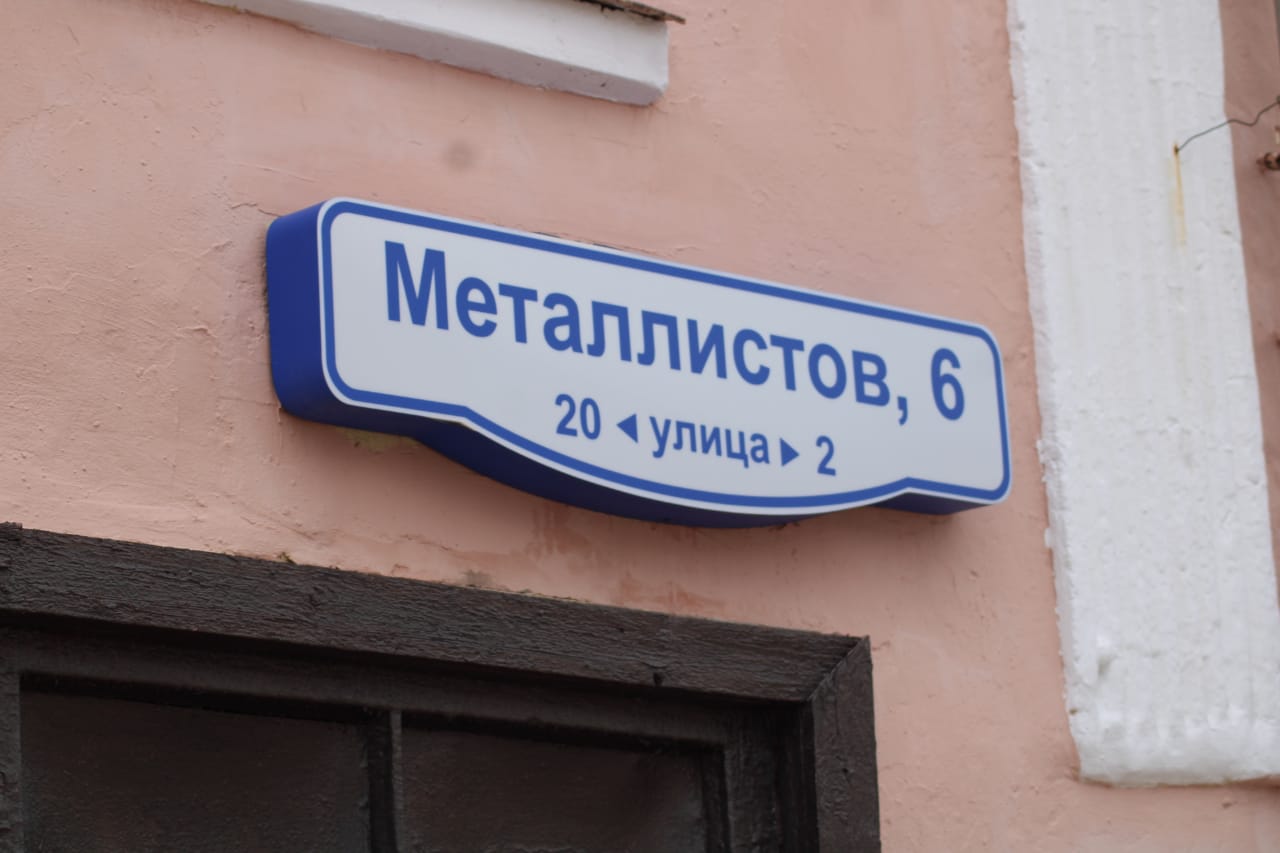 Металлистов, 6
20 ◀ улица ▶ 2